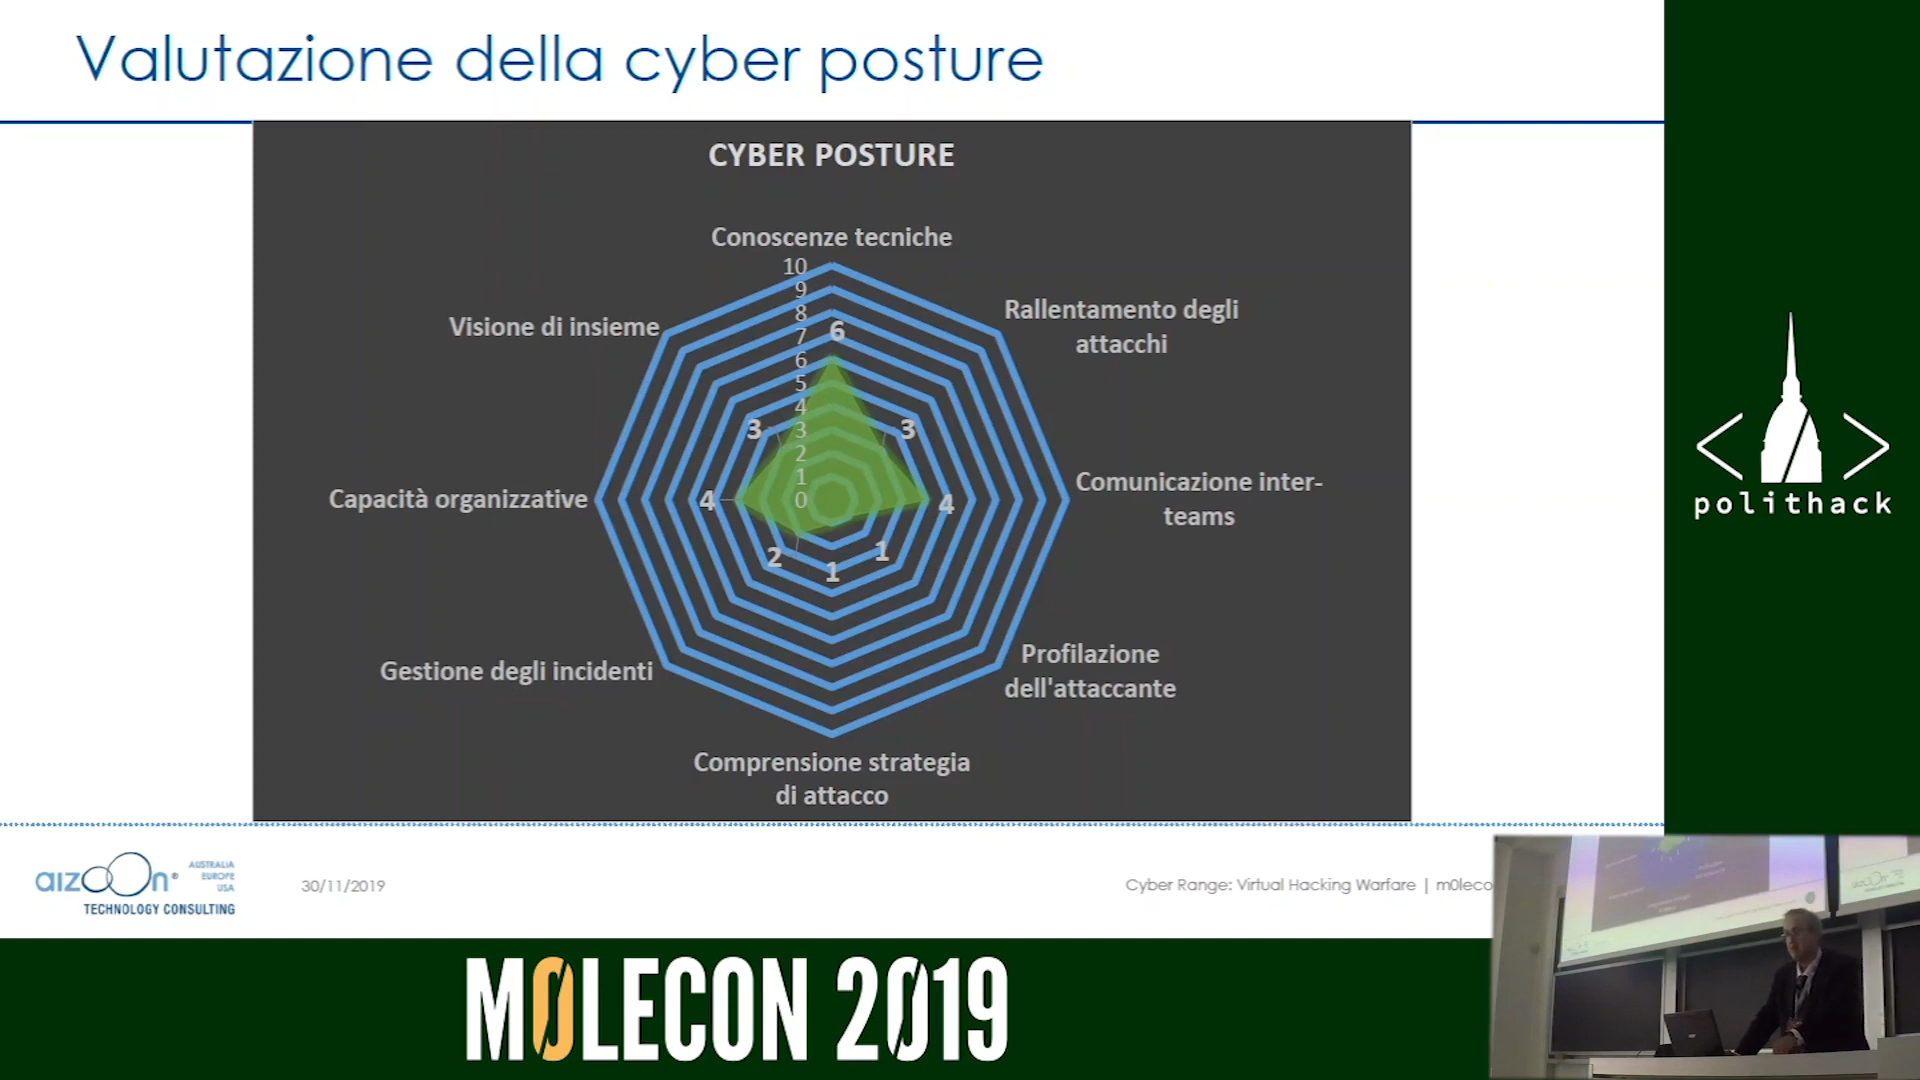 Valutazione della cyber posture
CYBER POSTURE
Conoscenze tecniche
Rallentamento degli
attacchi
Comunicazione inter-
teams
Profilazione
dell'attaccante
Comprensione strategia
di attacco
Gestione degli incidenti
Capacità organizzative
Visione di insieme
10
9
8
7
6
5
4
3
2
1
0
6
3
4
1
1
2
4
3
<polithack>
polithack
aizoOn®
AUSTRALIA
EUROPE
USA
TECHNOLOGY CONSULTING
30/11/2019
Cyber Range: Virtual Hacking Warfare | m0leco
M0LECON 2019